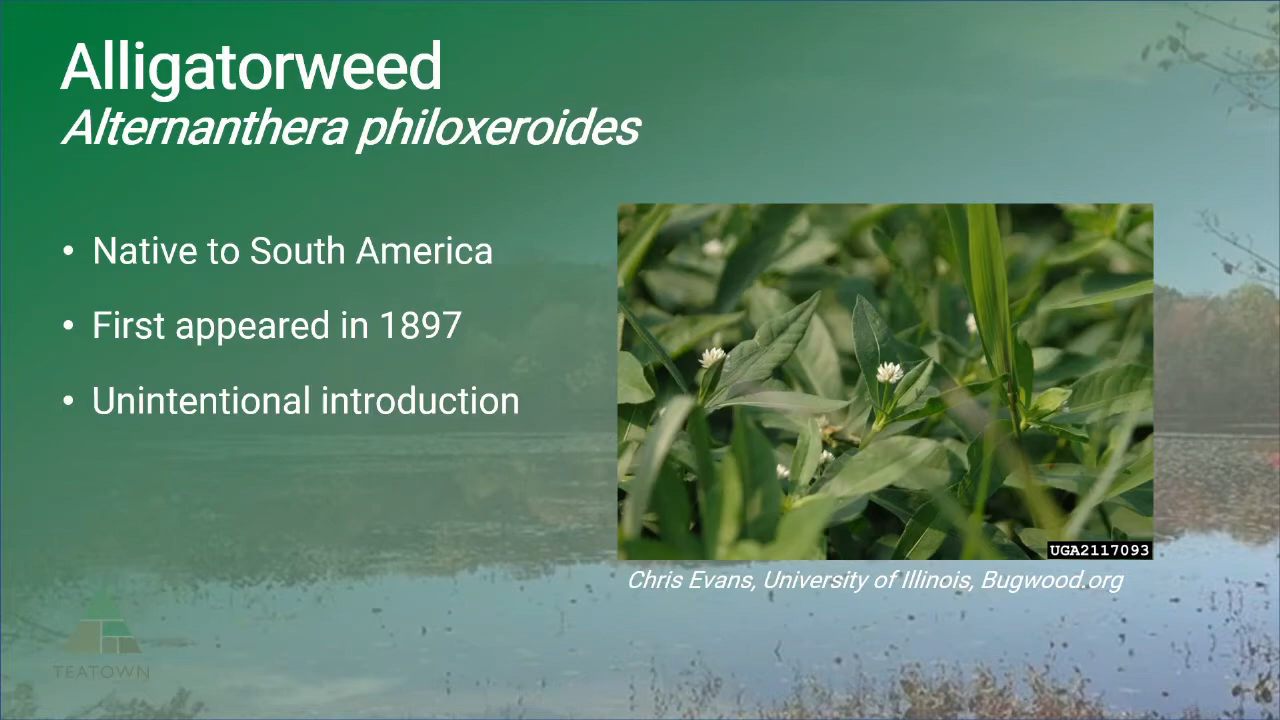 Alligatorweed
Alternanthera philoxeroides
• Native to South America
• First appeared in 1897
• Unintentional introduction
UGA2117093
Chris Evans, University of Illinois, Bugwood.org
TEATOWN